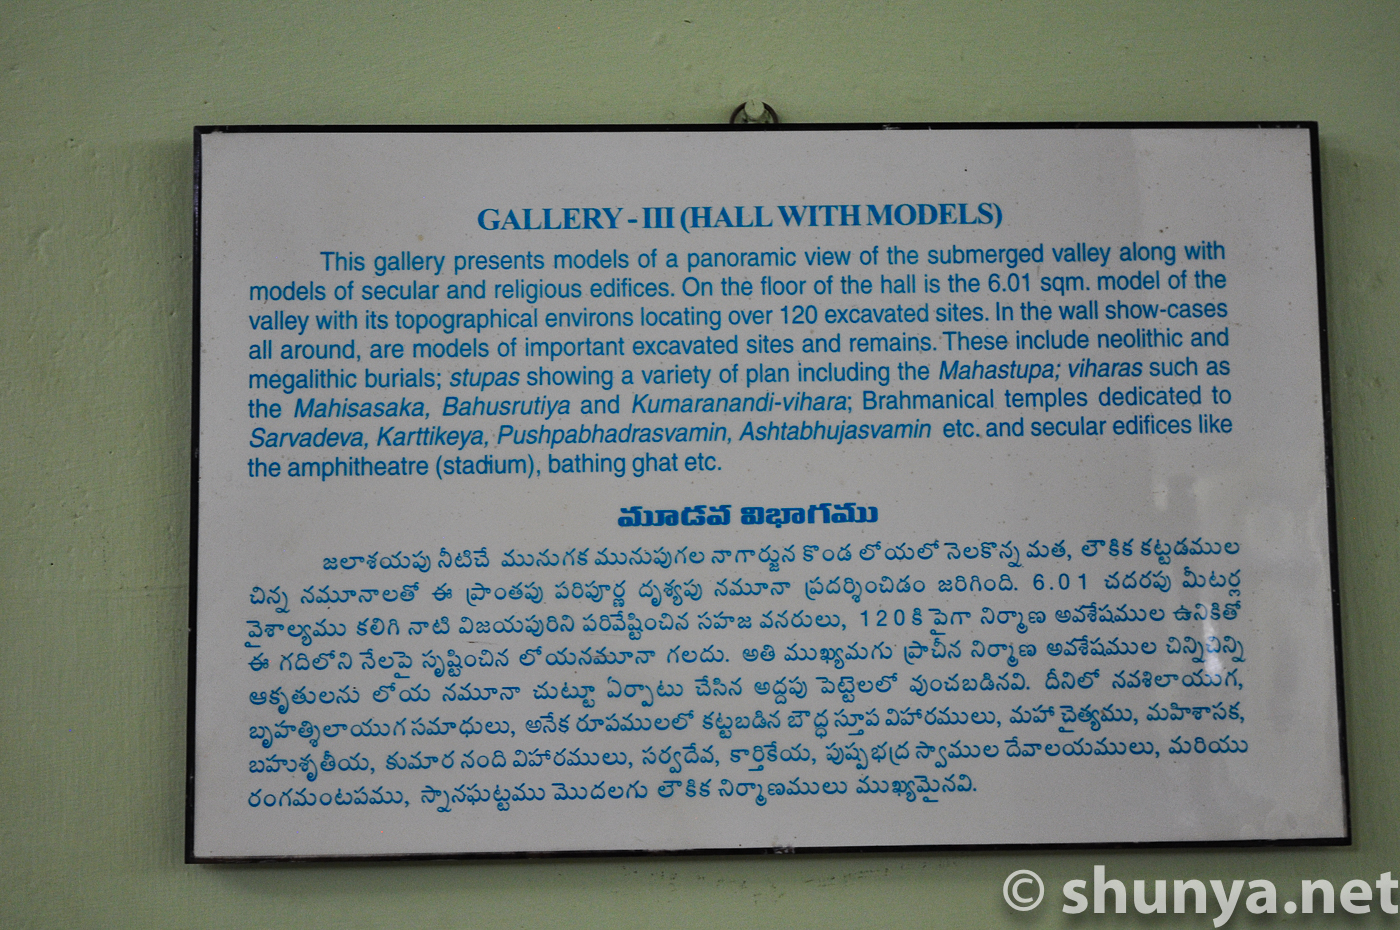 GALLERY - III (HALL WITH MODELS)
This gallery presents models of a panoramic view of the submerged valley along with
models of secular and religious edifices. On the floor of the hall is the 6.01 sqm. model of the
valley with its topographical environs locating over 120 excavated sites. In the wall show-cases
all around, are models of important excavated sites and remains. These include neolithic and
megalithic burials; stupas showing a variety of plan including the Mahastupa; viharas such as
the Mahisasaka, Bahusrutiya and Kumaranandi-vihara; Brahmanical temples dedicated to
Sarvadeva, Karttikeya, Pushpabhadrasvamin, Ashtabhujasvamin etc. and secular edifices like
the amphitheatre (stadium), bathing ghat etc.
మూడవ విభాగము
జలాశయపు నీటిచే మునుగక మునుపుగల నాగార్జున కొండ లోయలో నెలకొన్న మత, లౌకిక కట్టడముల
చిన్న నమూనాలతో ఈ ప్రాంతపు పరిపూర్ణ దృశ్యపు నమూనా ప్రదర్శించిడం జరిగింది. 6.01 చదరపు మీటర్ల
వైశాల్యము కలిగి నాటి విజయపురిని పరివేష్టించిన సహజ వనరులు, 120కి పైగా నిర్మాణ అవశేషముల ఉనికితో
ఈ గదిలోని నేలపై సృష్టించిన లోయనమూనా గలదు. అతి ముఖ్యమగు ప్రాచీన నిర్మాణ అవశేషముల చిన్నిచిన్ని
ఆకృతులను లోయ నమూనా చుట్టూ ఏర్పాటు చేసిన అద్దపు పెట్టెలలో వుంచబడినవి. దీనిలో నవశిలాయుగ,
బృహత్శిలాయుగ సమాధులు, అనేక రూపములలో కట్టబడిన బౌద్ధ స్తూప విహారములు, మహా చైత్యము, మహిశాసక,
బహుశృతీయ, కుమార నంది విహారములు, సర్వదేవ, కార్తికేయ, పుష్పభద్ర స్వాముల దేవాలయములు, మరియు
రంగమంటపము, స్నానఘట్టము మొదలగు లౌకిక నిర్మాణములు ముఖ్యమైనవి.
© shunya.net